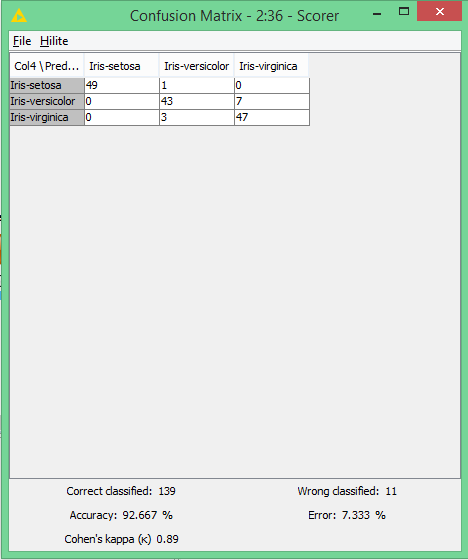 Confusion Matrix - 2:36 - Scorer
File Hilite
Col4 \ Pred... Iris-setosa Iris-versicolor Iris-virginica
Iris-setosa 49 1 0
Iris-versicolor 0 43 7
Iris-virginica 0 3 47
Correct classified: 139 Wrong classified: 11
Accuracy: 92.667 % Error: 7.333 %
Cohen's kappa (κ) 0.89